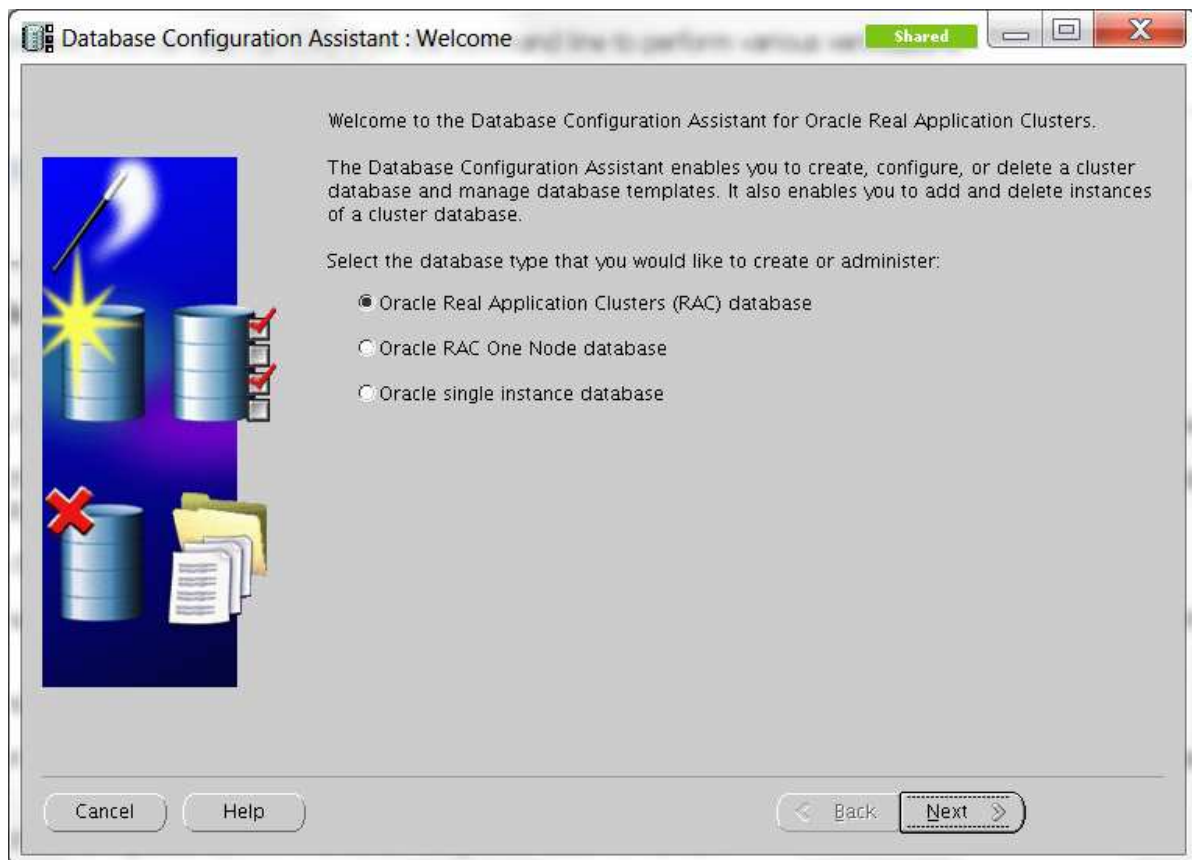 Database Configuration Assistant : Welcome
Shared
Welcome to the Database Configuration Assistant for Oracle Real Application Clusters.
The Database Configuration Assistant enables you to create, configure, or delete a cluster
database and manage database templates. It also enables you to add and delete instances
of a cluster database.
Select the database type that you would like to create or administer:
Oracle Real Application Clusters (RAC) database
Oracle RAC One Node database
Oracle single instance database
Cancel
Help
Back
Next